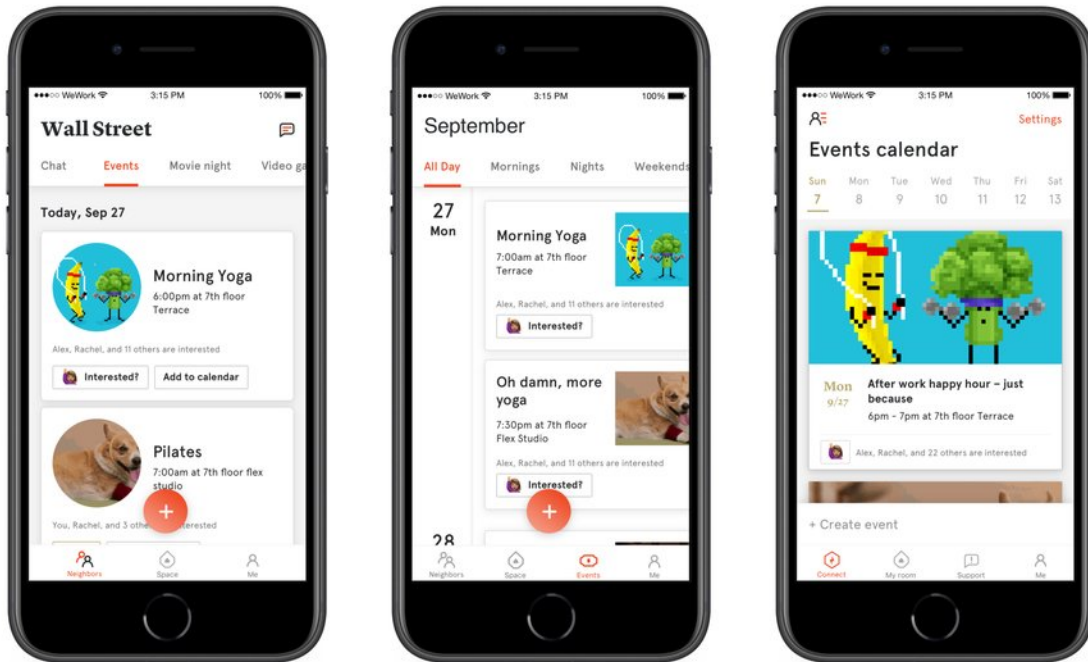 WeWork 3:15 PM 100%
Wall Street
Chat Events Movie night Video ga
Today, Sep 27
Morning Yoga
6:00pm at 7th floor
Terrace
Alex, Rachel, and 11 others are interested
Interested? Add to calendar
Pilates
7:00am at 7th floor flex
studio
You, Rachel, and 3 othe erested
+
Neighbors Space Me
WeWork 3:15 PM 100%
September
All Day Mornings Nights Weekends
27
Mon
Morning Yoga
7:00am at 7th floor
Terrace
Alex, Rachel, and 11 others are interested
Interested?
Oh damn, more
yoga
7:30pm at 7th floor
Flex Studio
Alex, Rachel, and 11 others are interested
Interested?
+
28
Neighbors Space Events Me
WeWork 3:15 PM 100%
Settings
Events calendar
Sun Mon Tue Wed Thu Fri Sat
7 8 9 10 11 12 13
Mon
9/27
After work happy hour – just
because
6pm - 7pm at 7th floor Terrace
Alex, Rachel, and 22 others are interested
+ Create event
Connect My room Support Me